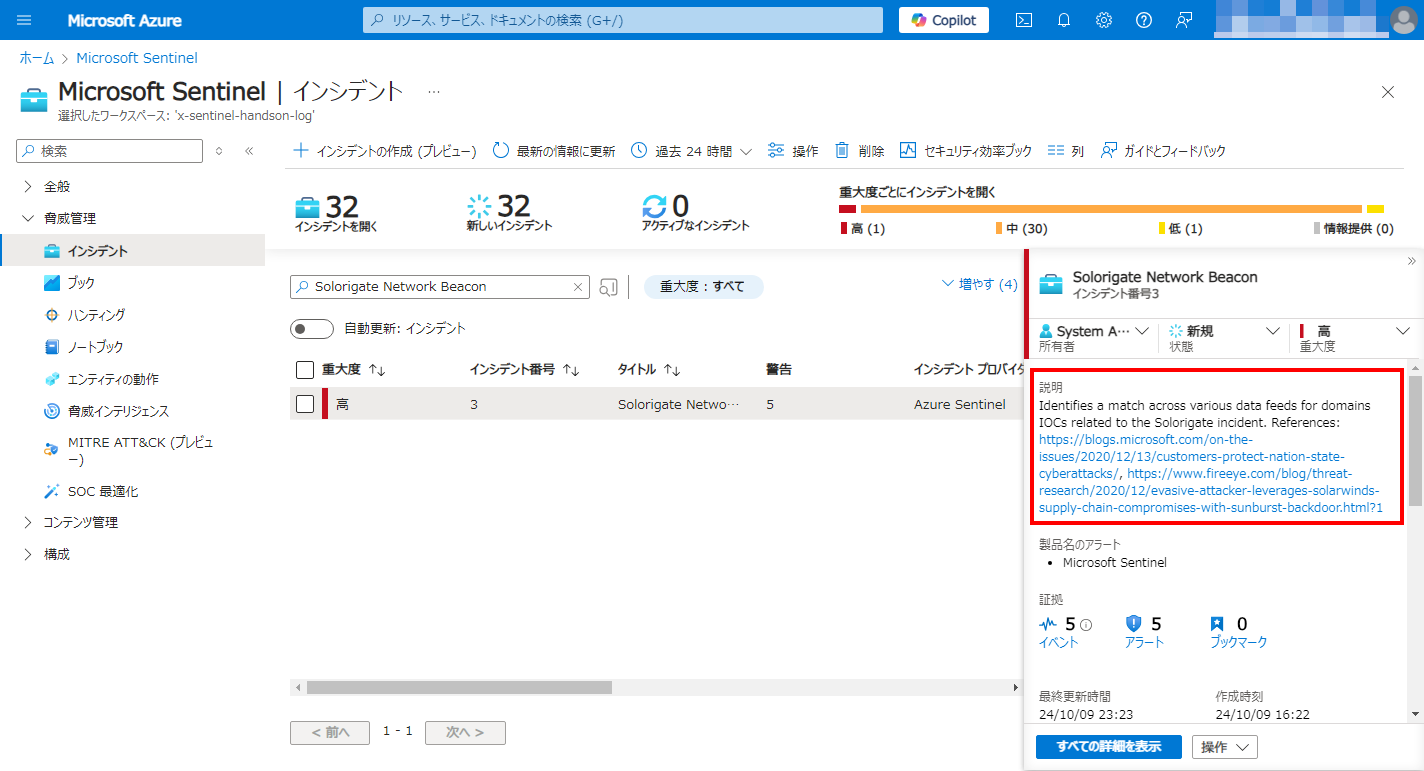 Microsoft Azure
リソース、サービス、ドキュメントの検索 (G+/)
Copilot
ホーム > Microsoft Sentinel
Microsoft Sentinel | インシデント ...
選択したワークスペース: 'x-sentinel-handson-log'
検索
全般
脅威管理
インシデント
ブック
ハンティング
ノートブック
エンティティの動作
脅威インテリジェンス
MITRE ATT&CK (プレビュ
ー)
SOC 最適化
コンテンツ管理
構成
インシデントの作成 (プレビュー) 最新の情報に更新 過去 24 時間 操作 削除 セキュリティ効率ブック 列 ガイドとフィードバック
32
インシデントを開く
32
新しいインシデント
0
アクティブなインシデント
重大度ごとにインシデントを開く
高 (1) 中 (30) 低 (1) 情報提供 (0)
Solorigate Network Beacon
重大度 : すべて
増やす (4)
自動更新: インシデント
重大度 インシデント番号 タイトル 警告 インシデント プロバイダ
高 3 Solorigate Netwo… 5 Azure Sentinel
< 前へ 1 - 1 次へ >
Solorigate Network Beacon
インシデント番号3
System A… 新規 高
所有者 状態 重大度
説明
Identifies a match across various data feeds for domains
IOCs related to the Solorigate incident. References:
https://blogs.microsoft.com/on-the-
issues/2020/12/13/customers-protect-nation-state-
cyberattacks/, https://www.fireeye.com/blog/threat-
research/2020/12/evasive-attacker-leverages-solarwinds-
supply-chain-compromises-with-sunburst-backdoor.html?1
製品名のアラート
• Microsoft Sentinel
証拠
5 5 0
イベント アラート ブックマーク
最終更新時間 作成時刻
24/10/09 23:23 24/10/09 16:22
すべての詳細を表示 操作